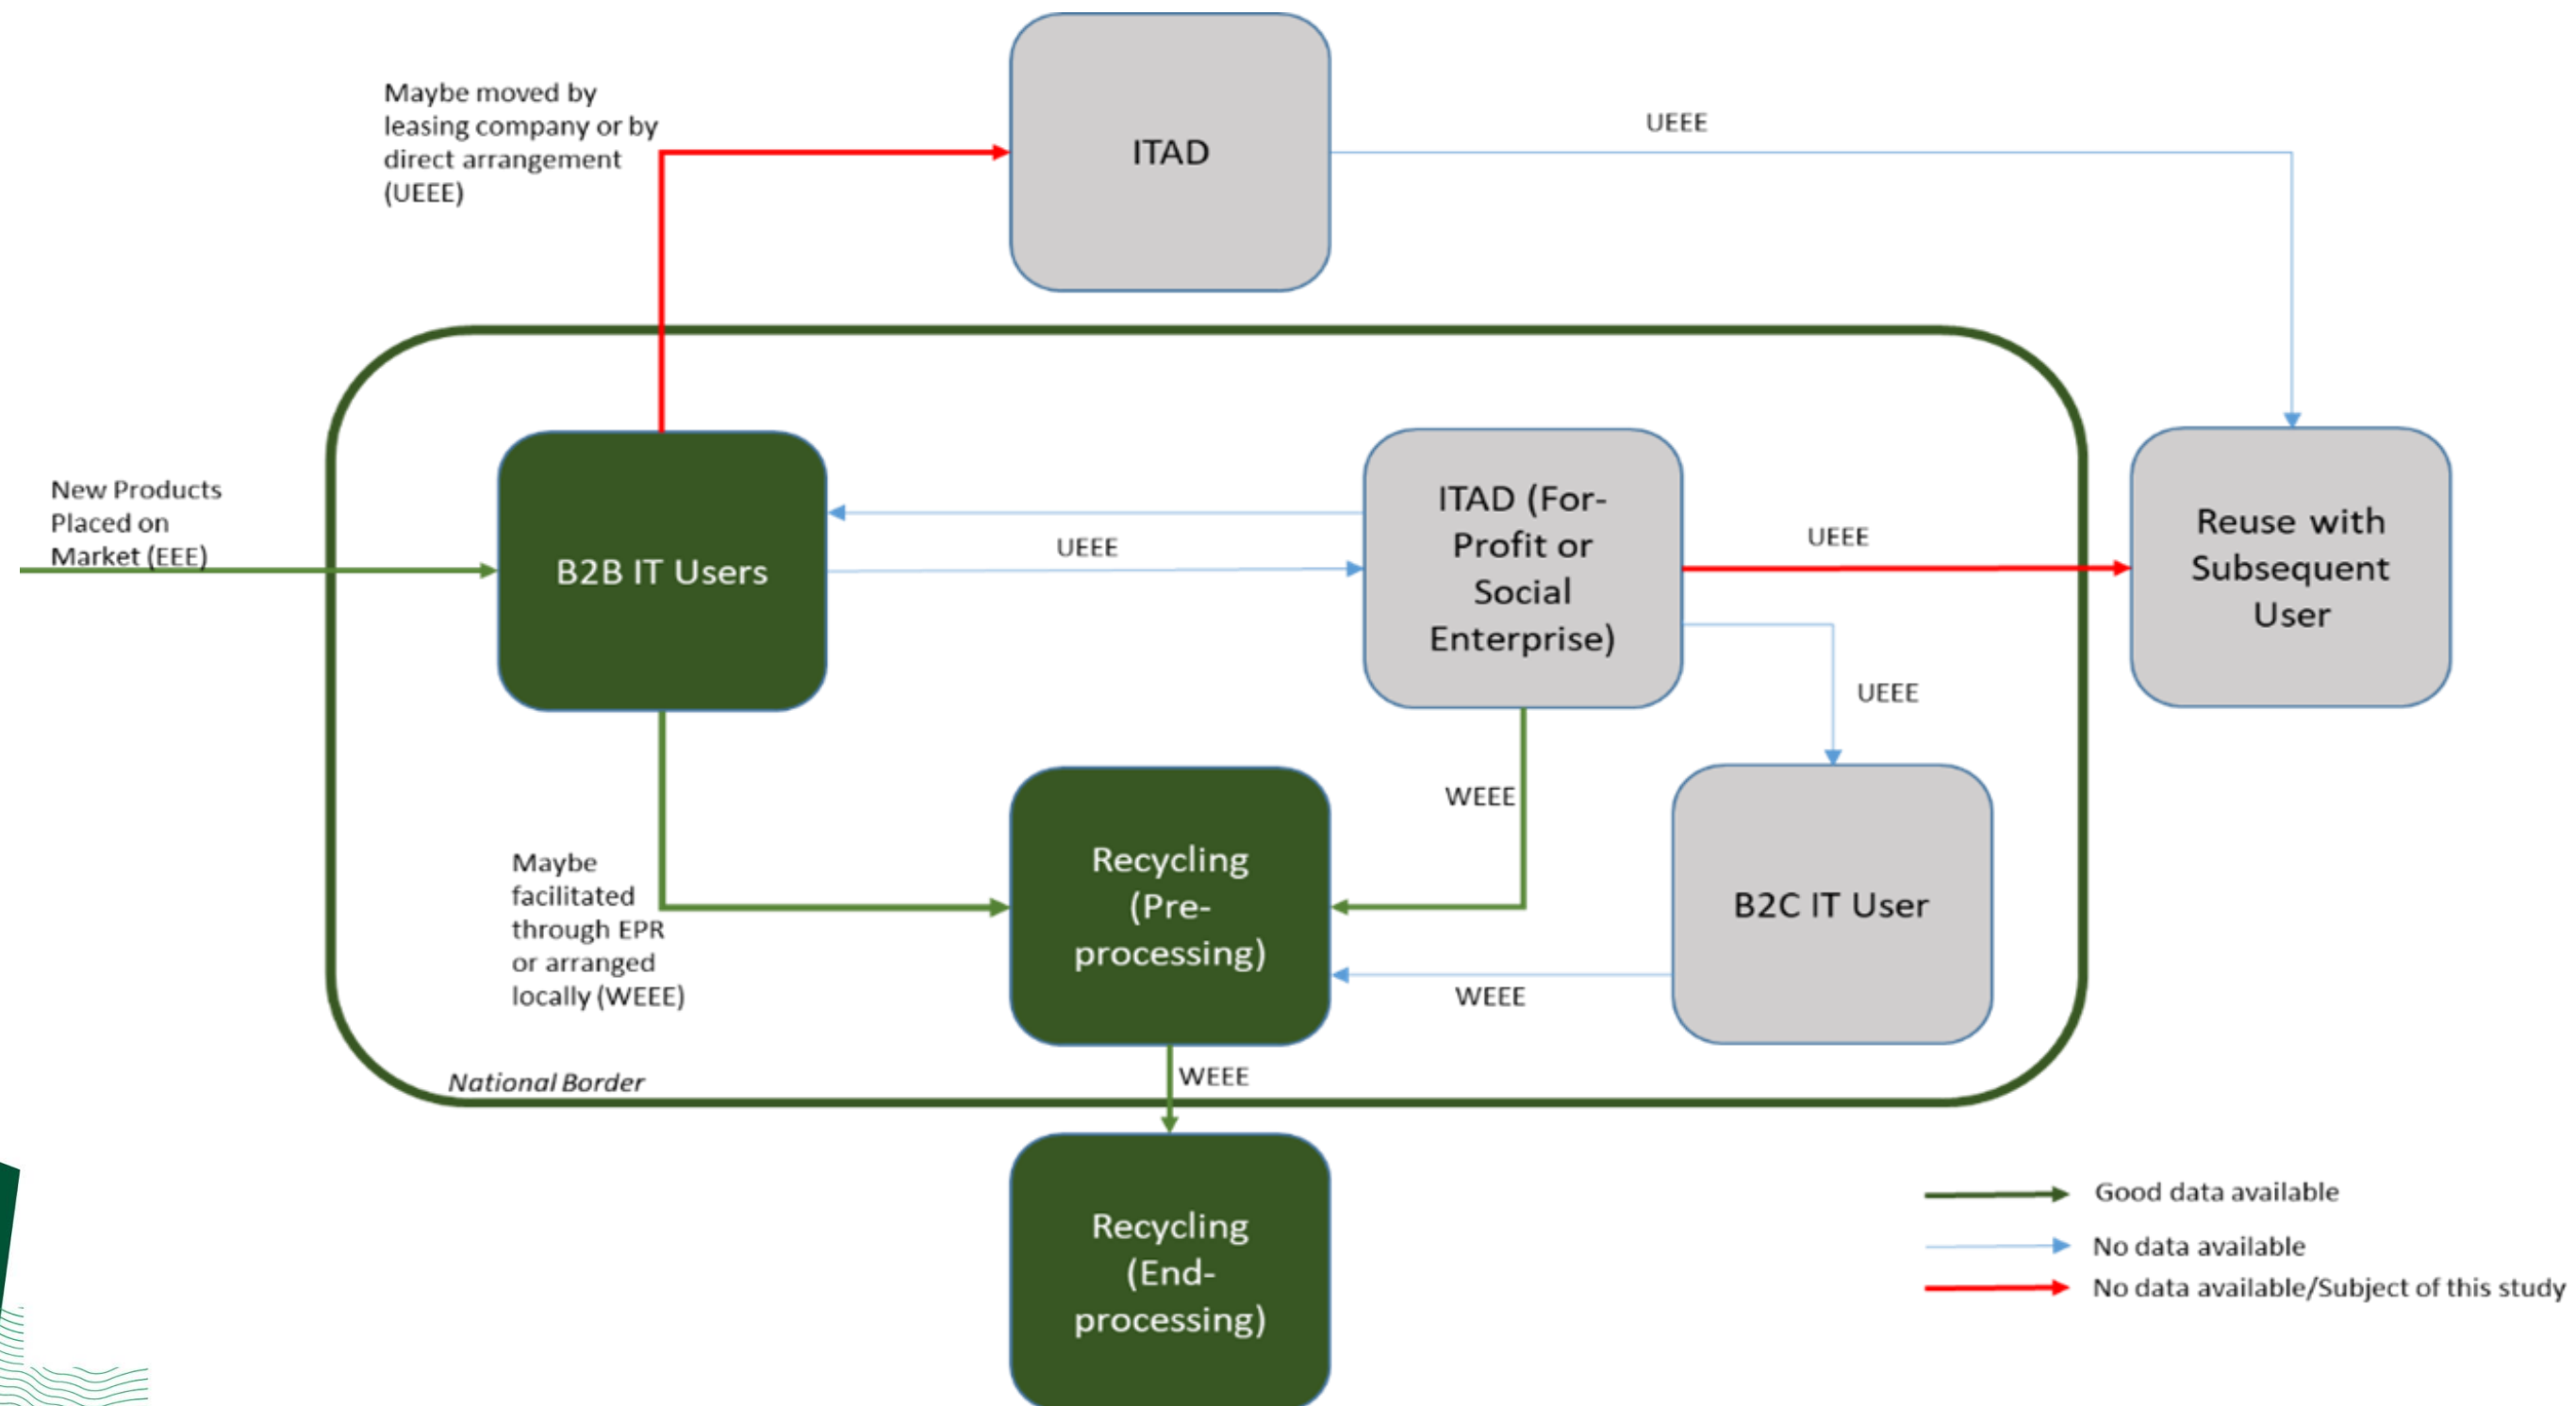 Maybe moved by
leasing company or by
direct arrangement
(UEEE)
ITAD
UEEE
New Products
Placed on
Market (EEE)
B2B IT Users
UEEE
ITAD (For-
Profit or
Social
Enterprise)
UEEE
Reuse with
Subsequent
User
UEEE
WEEE
Maybe
facilitated
through EPR
or arranged
locally (WEEE)
Recycling
(Pre-
processing)
B2C IT User
WEEE
National Border
WEEE
Recycling
(End-
processing)
Good data available
No data available
No data available/Subject of this study